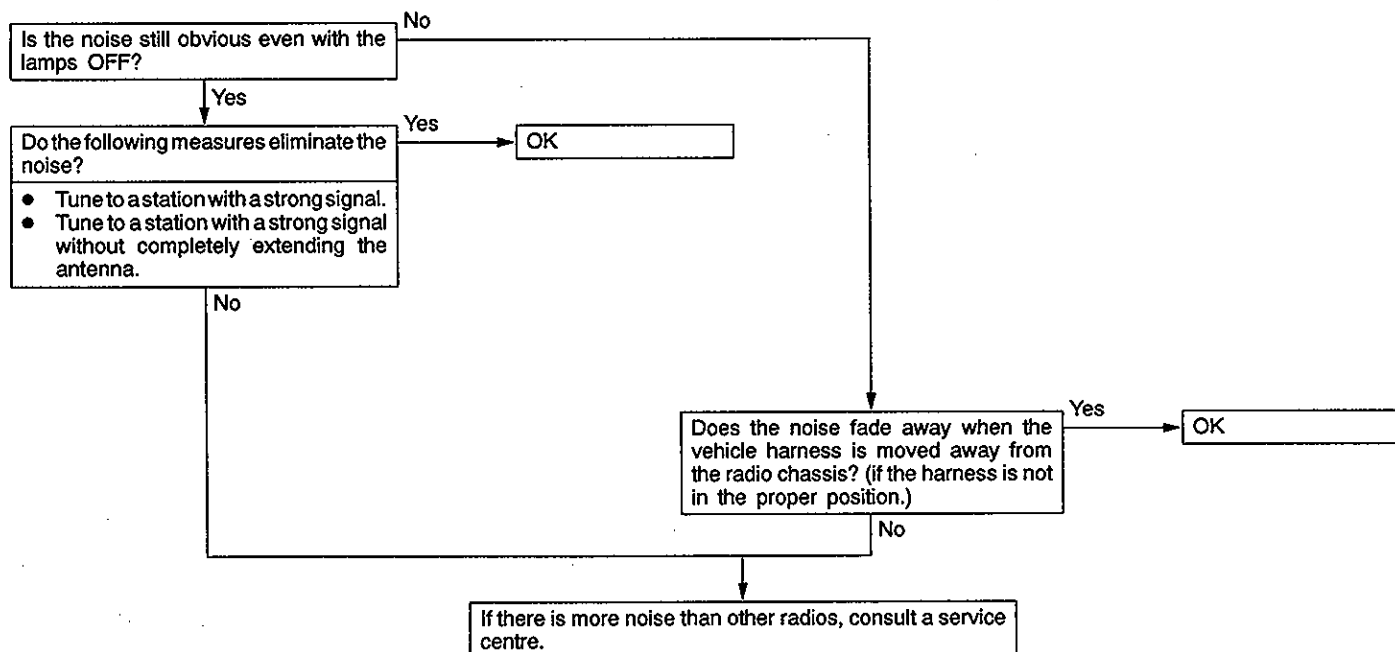 No
Is the noise still obvious even with the
lamps OFF?
Yes
Do the following measures eliminate the
noise?
Yes
OK
● Tune to a station with a strong signal.
● Tune to a station with a strong signal
without completely extending the
antenna.
No
Does the noise fade away when the
vehicle harness is moved away from
the radio chassis? (if the harness is not
in the proper position.)
Yes
OK
No
If there is more noise than other radios, consult a service
centre.